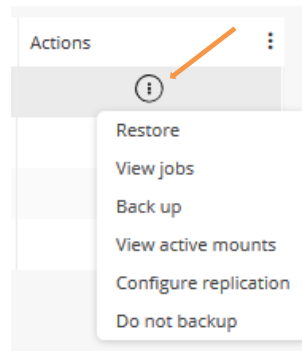 Actions
Restore
View jobs
Back up
View active mounts
Configure replication
Do not backup